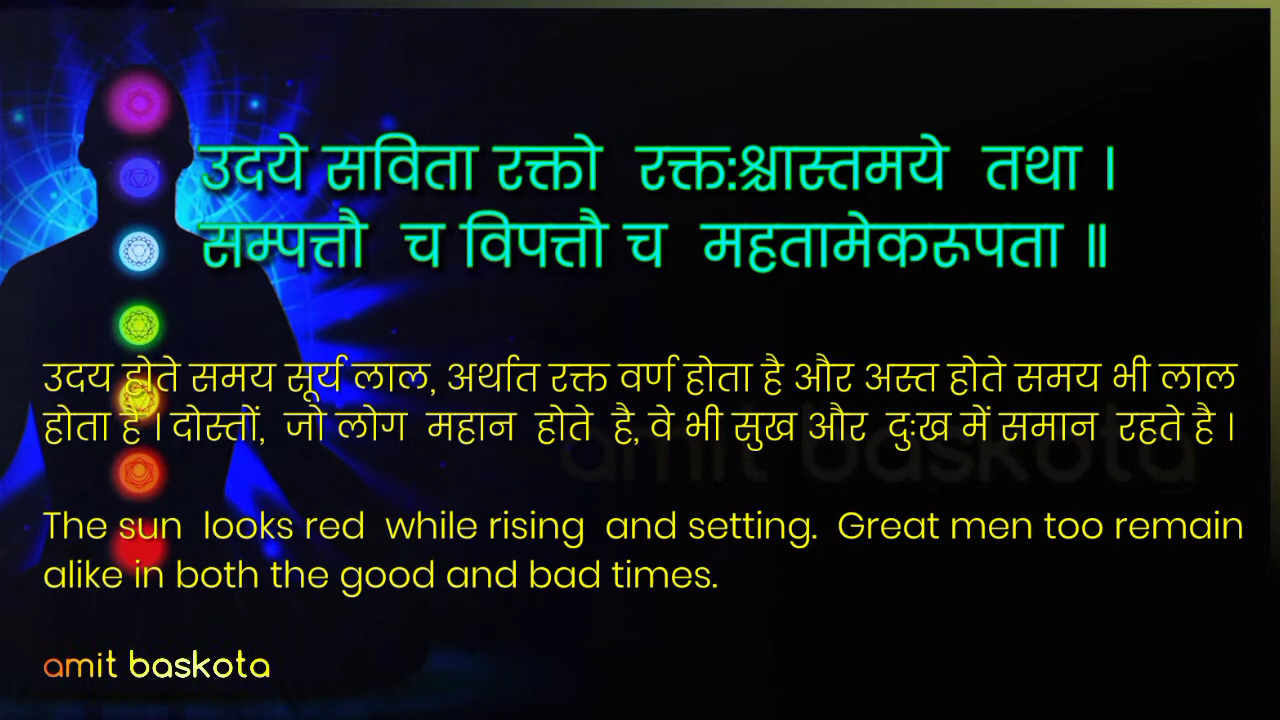 उदये सविता रक्तो रक्त:श्चास्तमये तथा ।
सम्पत्तौ च विपत्तौ च महतामेकरूपता ॥
उदय होते समय सूर्य लाल, अर्थात रक्त वर्ण होता है और अस्त होते समय भी लाल
होता है । दोस्तों, जो लोग महान होते है, वे भी सुख और दुःख में समान रहते है ।
amit baskota
The sun looks red while rising and setting. Great men too remain
alike in both the good and bad times.
amit baskota